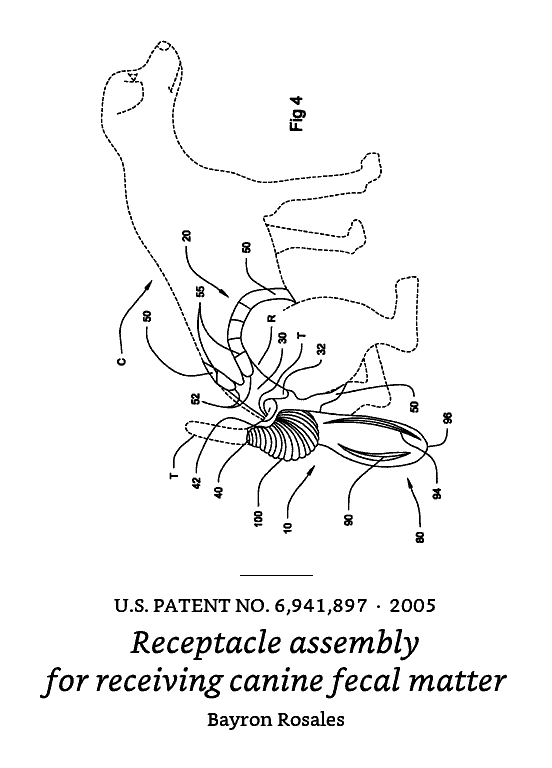 Fig 4
20
50
55
50
C
R
30
T
32
52
50
T
42
40
100
10
90
96
94
80
U.S. PATENT NO. 6,941,897 · 2005
Receptacle assembly
for receiving canine fecal matter
Bayron Rosales